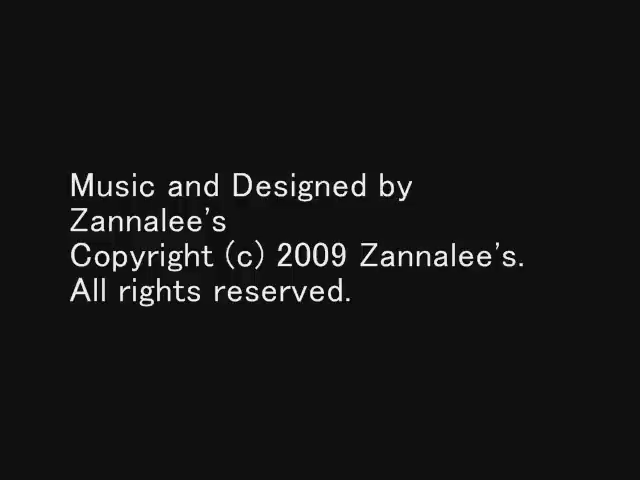 Music and Designed by
Zannalee's
Copyright (c) 2009 Zannalee's.
All rights reserved.